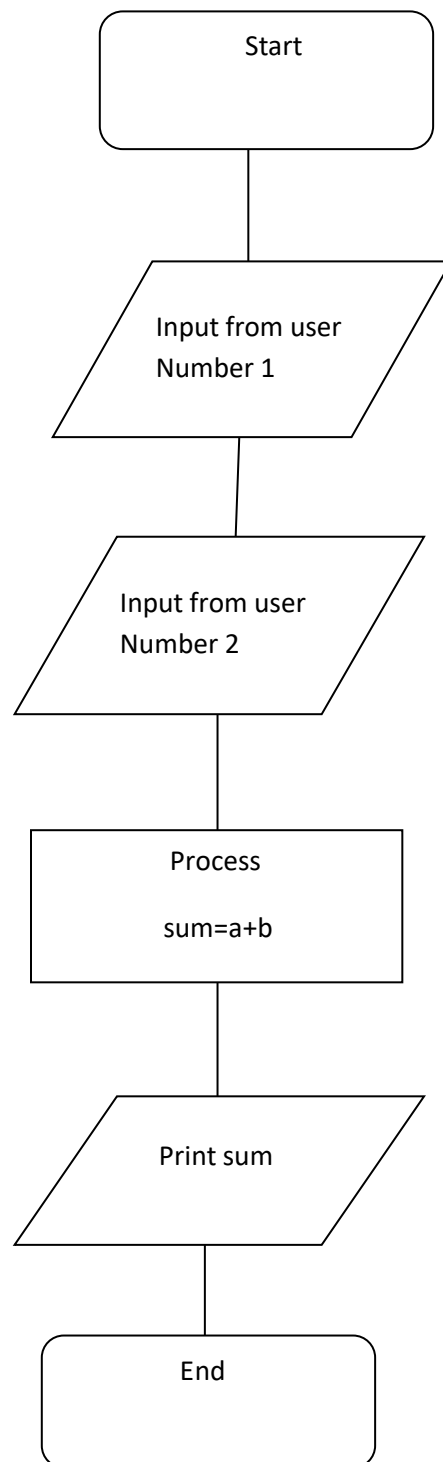 Start
Input from user
Number 1
Input from user
Number 2
Process
sum=a+b
Print sum
End